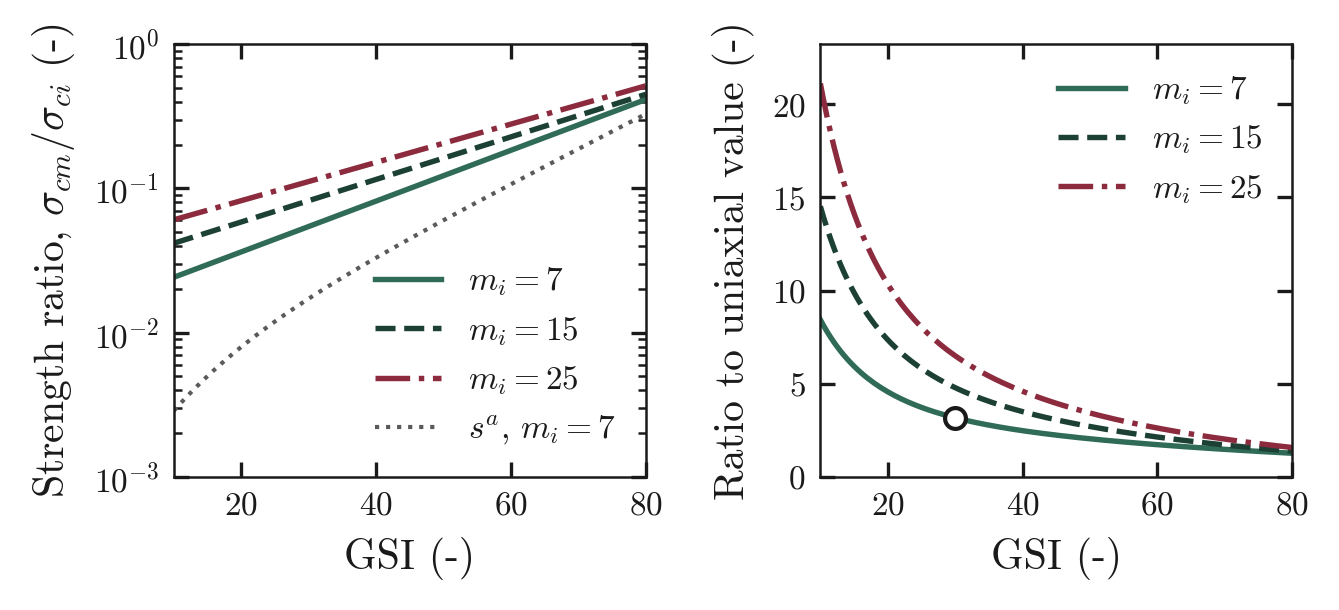 Strength ratio, σ_cm/σ_ci (-)
10^0
10^−1
10^−2
10^−3
20 40 60 80
GSI (-)
m_i = 7
m_i = 15
m_i = 25
s^a, m_i = 7
Ratio to uniaxial value (-)
20
15
10
5
0
20 40 60 80
GSI (-)
m_i = 7
m_i = 15
m_i = 25